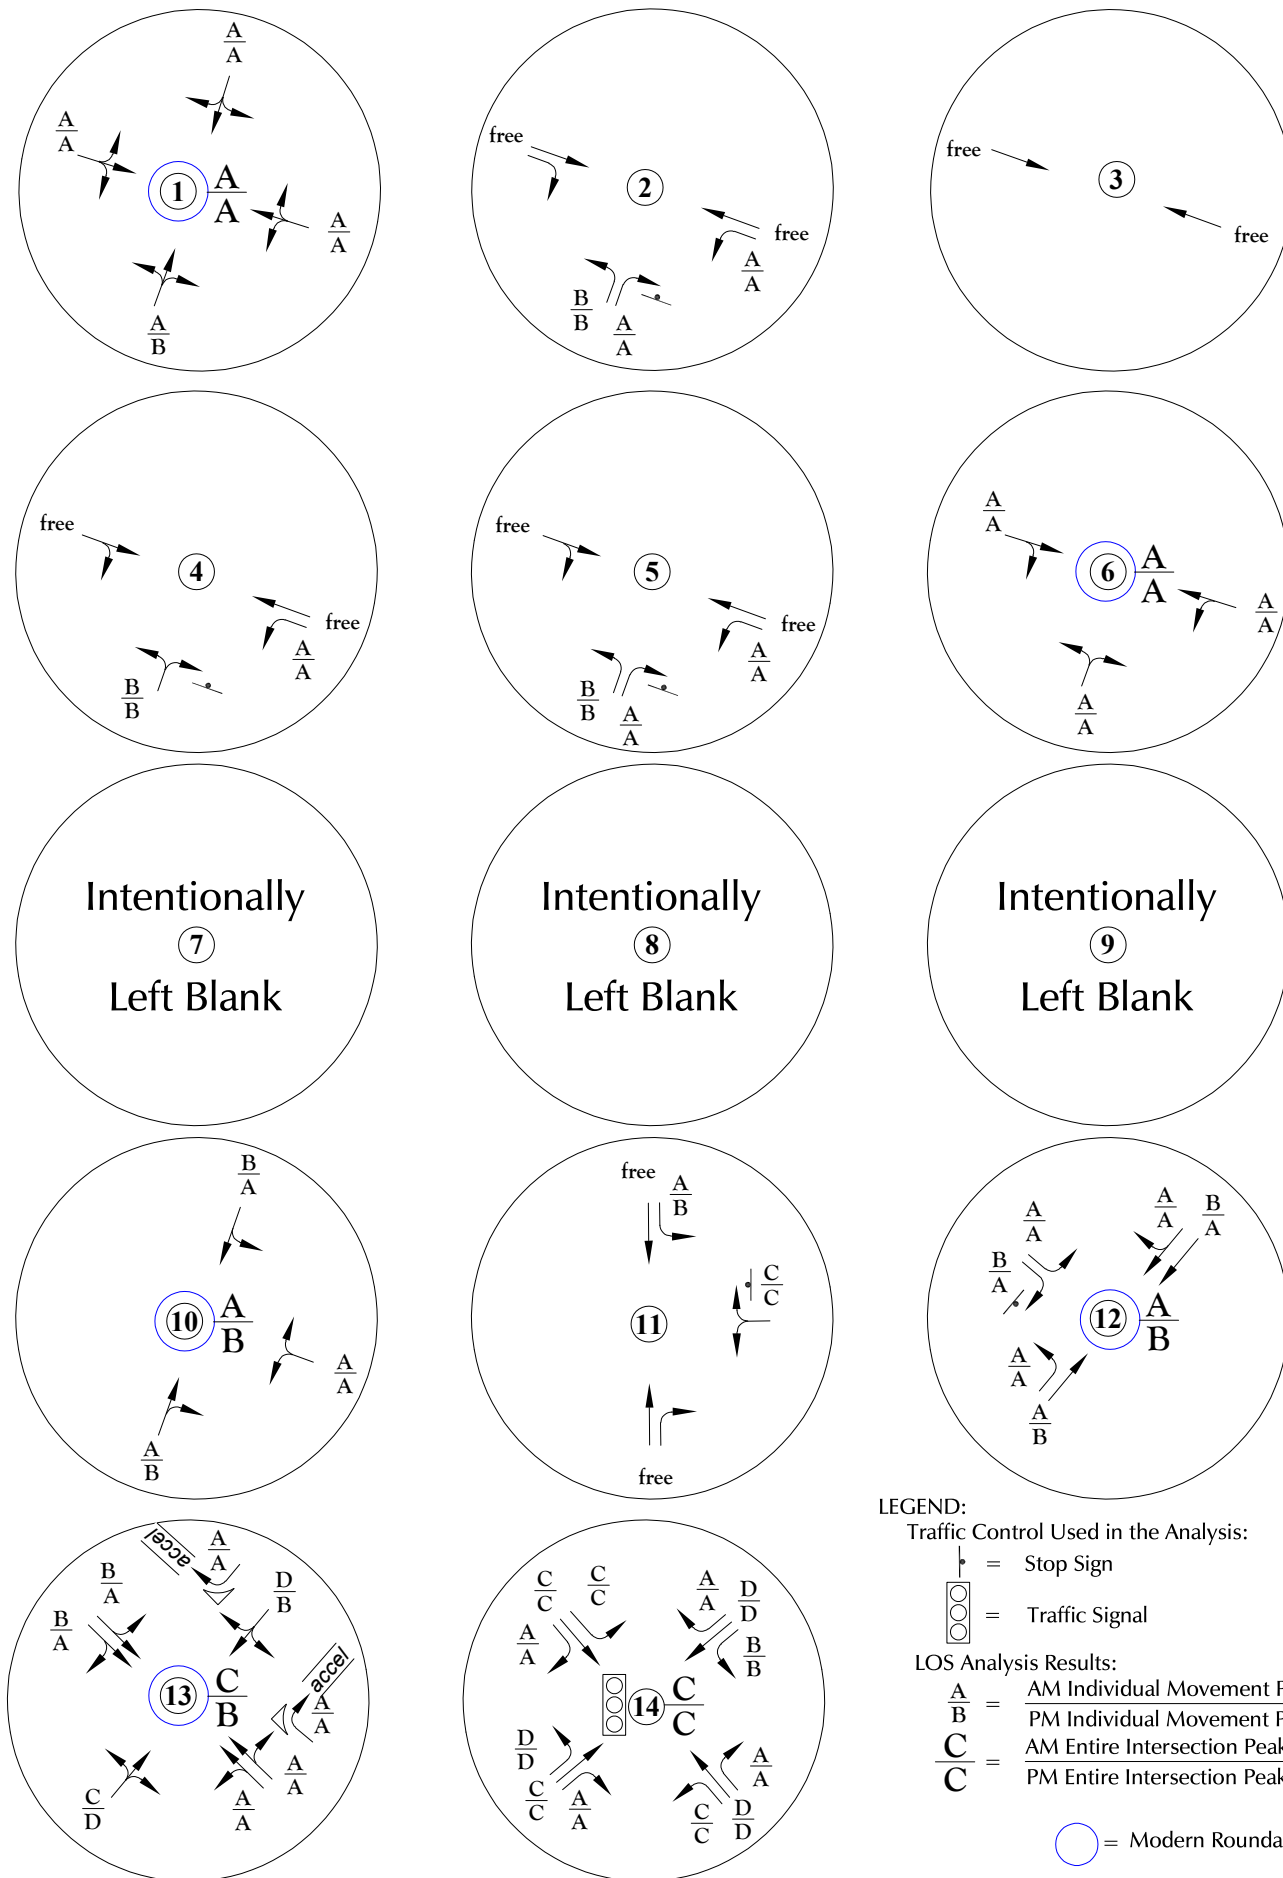 A
A
A
A
1
A
A
A
A
A
B
free
2
free
A
A
B
B
A
A
free
3
free
free
4
free
A
A
B
B
free
5
free
A
A
B
B
A
A
A
A
6
A
A
A
A
A
A
Intentionally
7
Left Blank
Intentionally
8
Left Blank
Intentionally
9
Left Blank
B
A
10
A
B
A
A
A
B
free
A
B
C
C
11
free
A
A
B
A
A
A
B
A
12
A
B
A
A
A
B
accel
A
A
B
A
B
A
D
B
13
C
B
accel
A
A
A
A
A
A
C
D
C
C
C
C
A
A
A
A
D
D
B
B
14
C
C
D
D
C
C
A
A
A
A
D
D
C
C
LEGEND:
Traffic Control Used in the Analysis:
= Stop Sign
= Traffic Signal
LOS Analysis Results:
A
B
=
AM Individual Movement
PM Individual Movement
C
C
=
AM Entire Intersection Peak
PM Entire Intersection Peak
= Modern